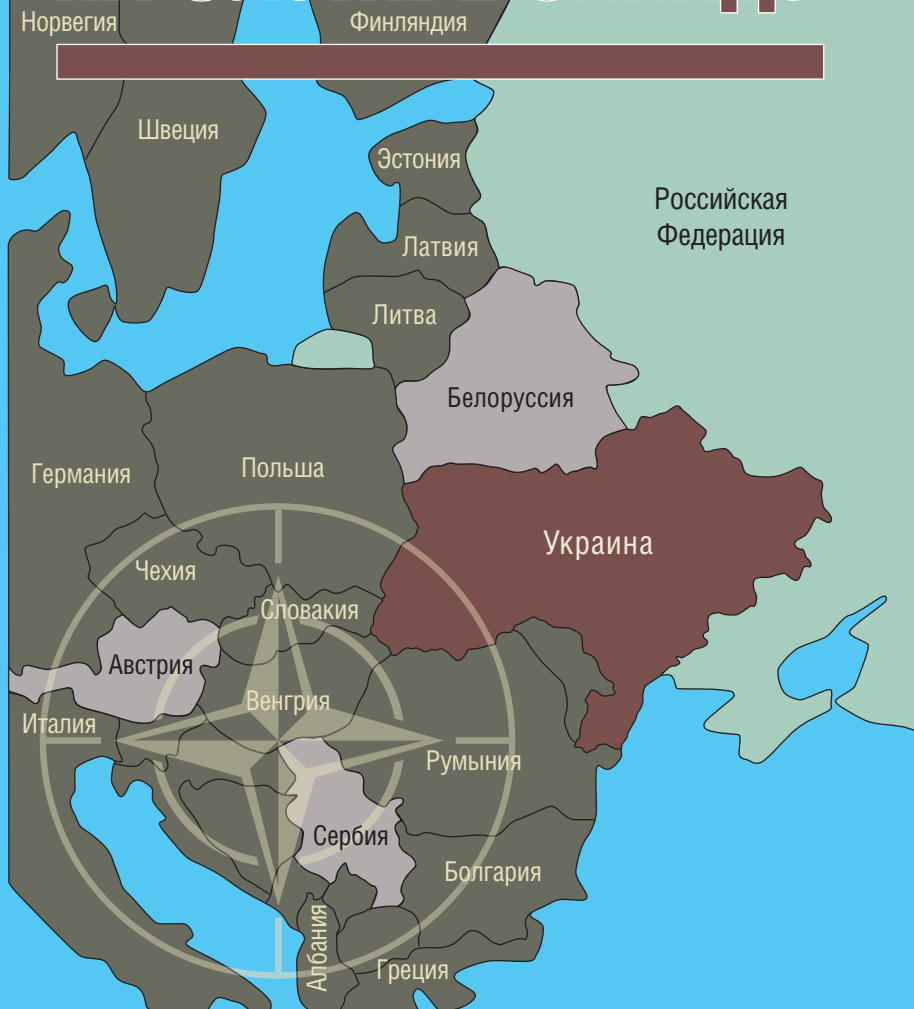 Норвегия
Финляндия
Швеция
Эстония
Российская
Федерация
Латвия
Литва
Белоруссия
Германия
Польша
Украина
Чехия
Словакия
Австрия
Венгрия
Италия
Румыния
Сербия
Болгария
Албания
Греция